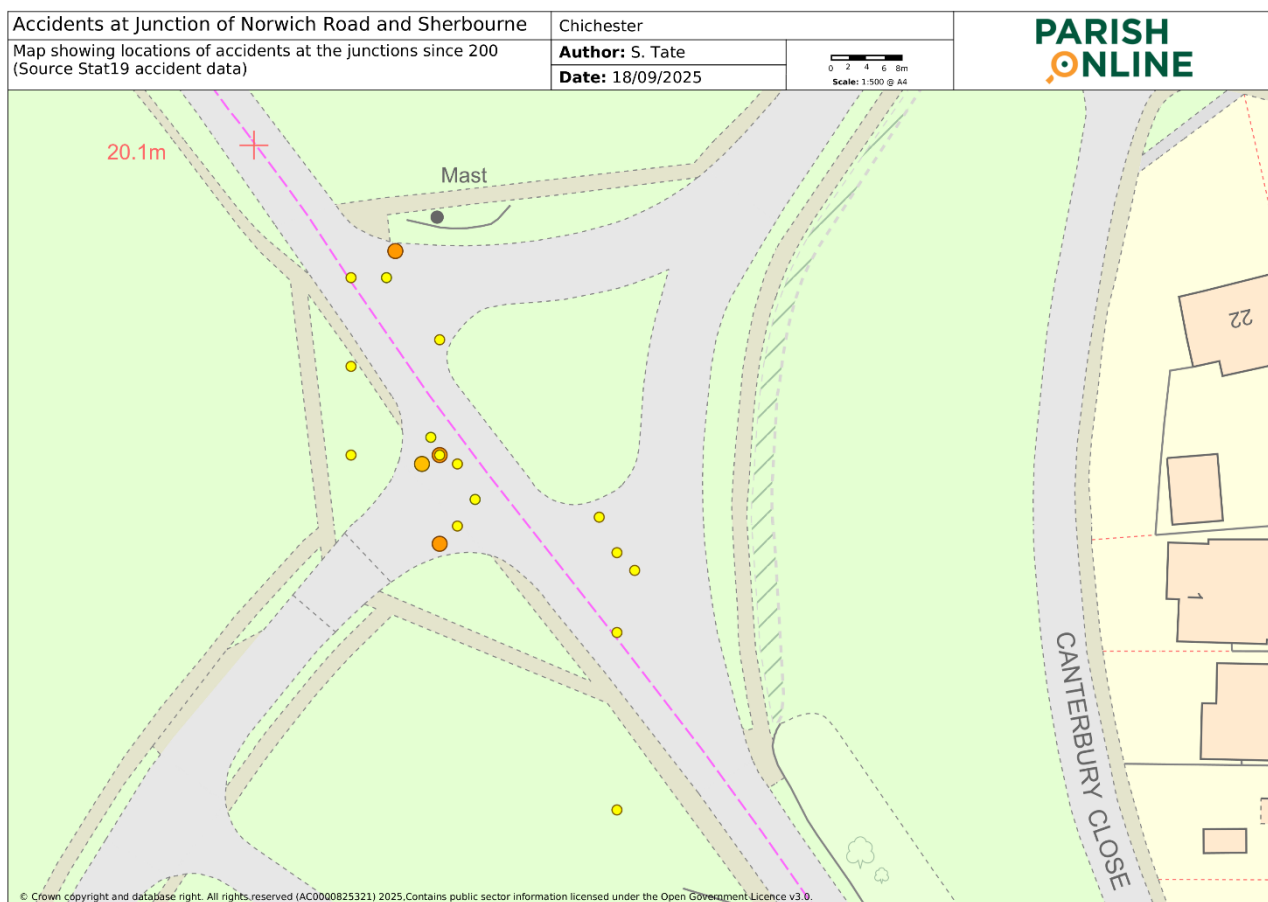 Accidents at Junction of Norwich Road and Sherbourne
Map showing locations of accidents at the junctions since 200
(Source Stat19 accident data)
Chichester
Author: S. Tate
Date: 18/09/2025
0 2 4 6 8m
Scale: 1:500 @ A4
PARISH
ONLINE
20.1m
Mast
22
1
CANTERBURY CLOSE
© Crown copyright and database right. All rights reserved (AC0000825321) 2025,Contains public sector information licensed under the Open Government Licence v3.0.